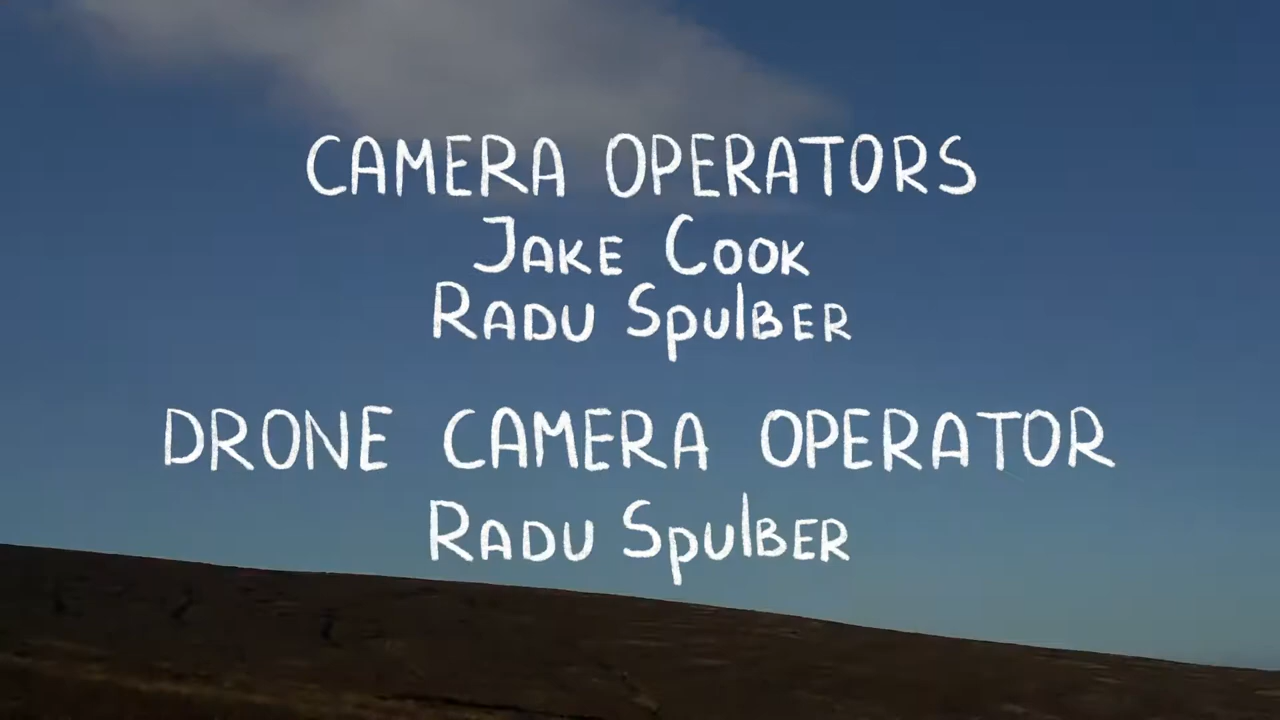 CAMERA OPERATORS
Jake Cook
Radu Spulber
DRONE CAMERA OPERATOR
Radu Spulber